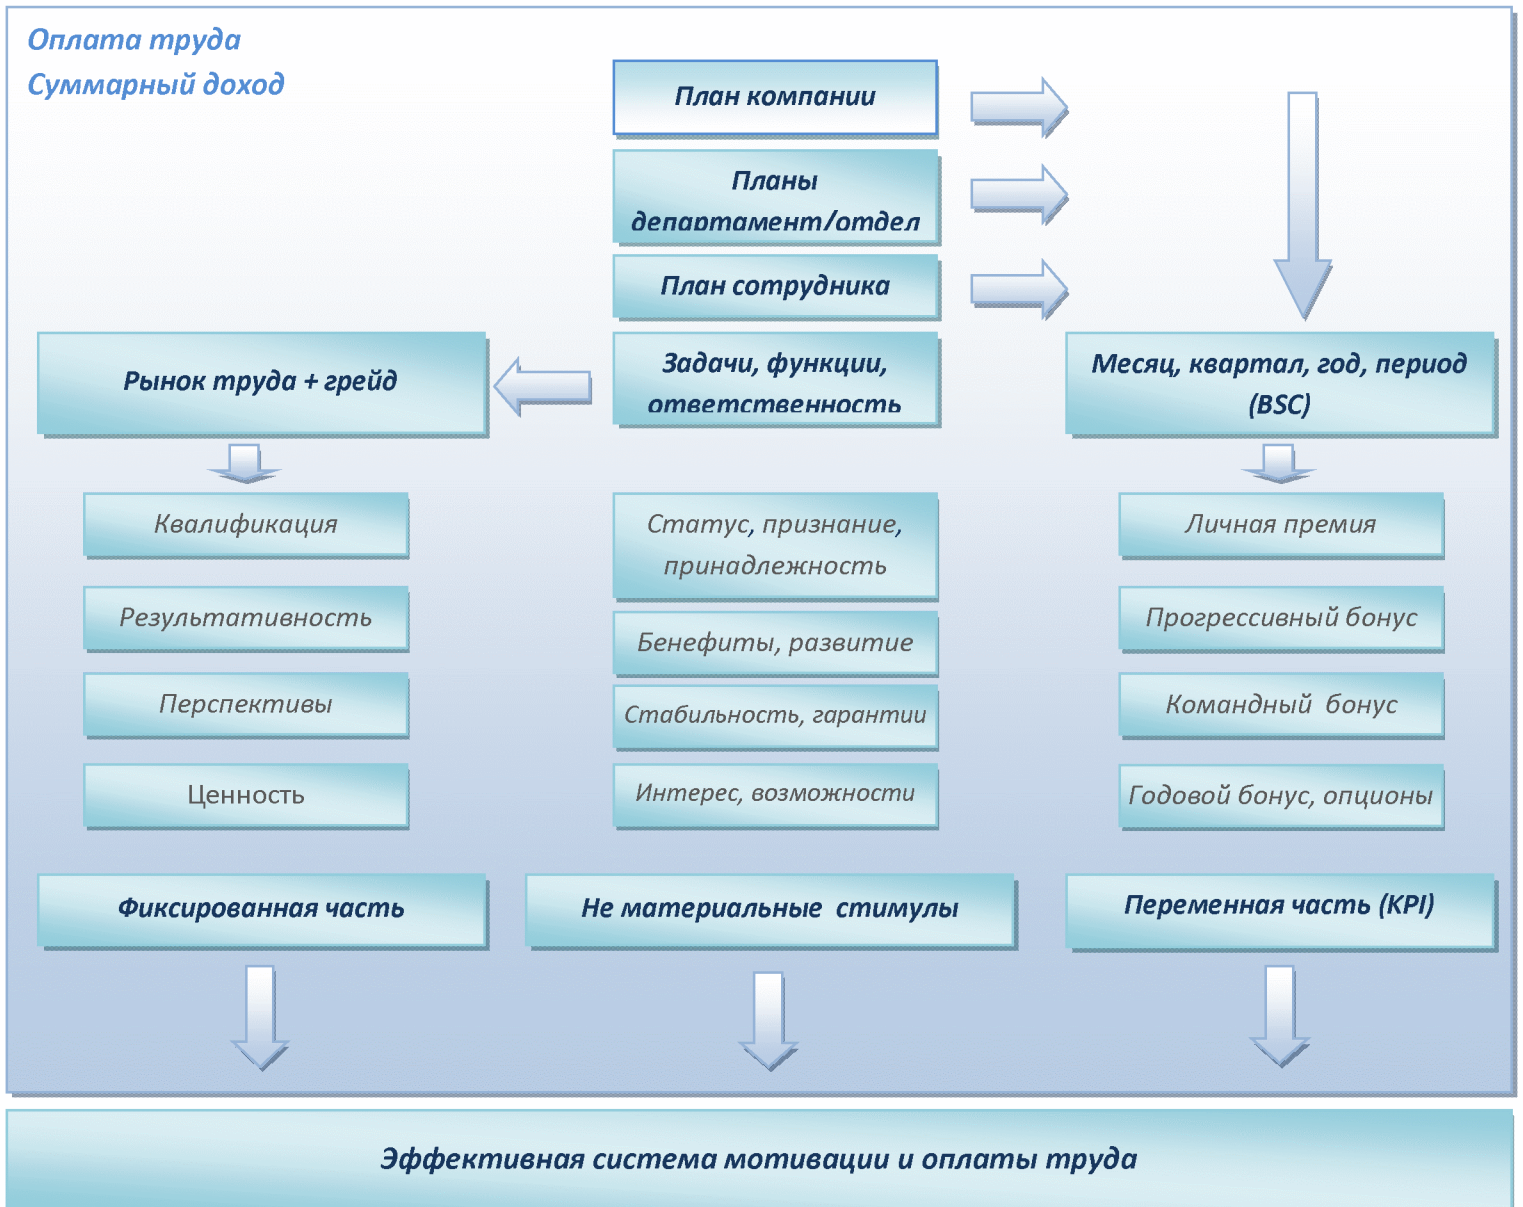 Оплата труда
Суммарный доход
План компании
Планы
департамент/отдел
План сотрудника
Рынок труда + грейд
Задачи, функции,
ответственность
Месяц, квартал, год, период
(BSC)
Квалификация
Результативность
Перспективы
Ценность
Статус, признание,
принадлежность
Бенефиты, развитие
Стабильность, гарантии
Интерес, возможности
Личная премия
Прогрессивный бонус
Командный  бонус
Годовой бонус, опционы
Фиксированная часть
Не материальные  стимулы
Переменная часть (KPI)
Эффективная система мотивации и оплаты труда